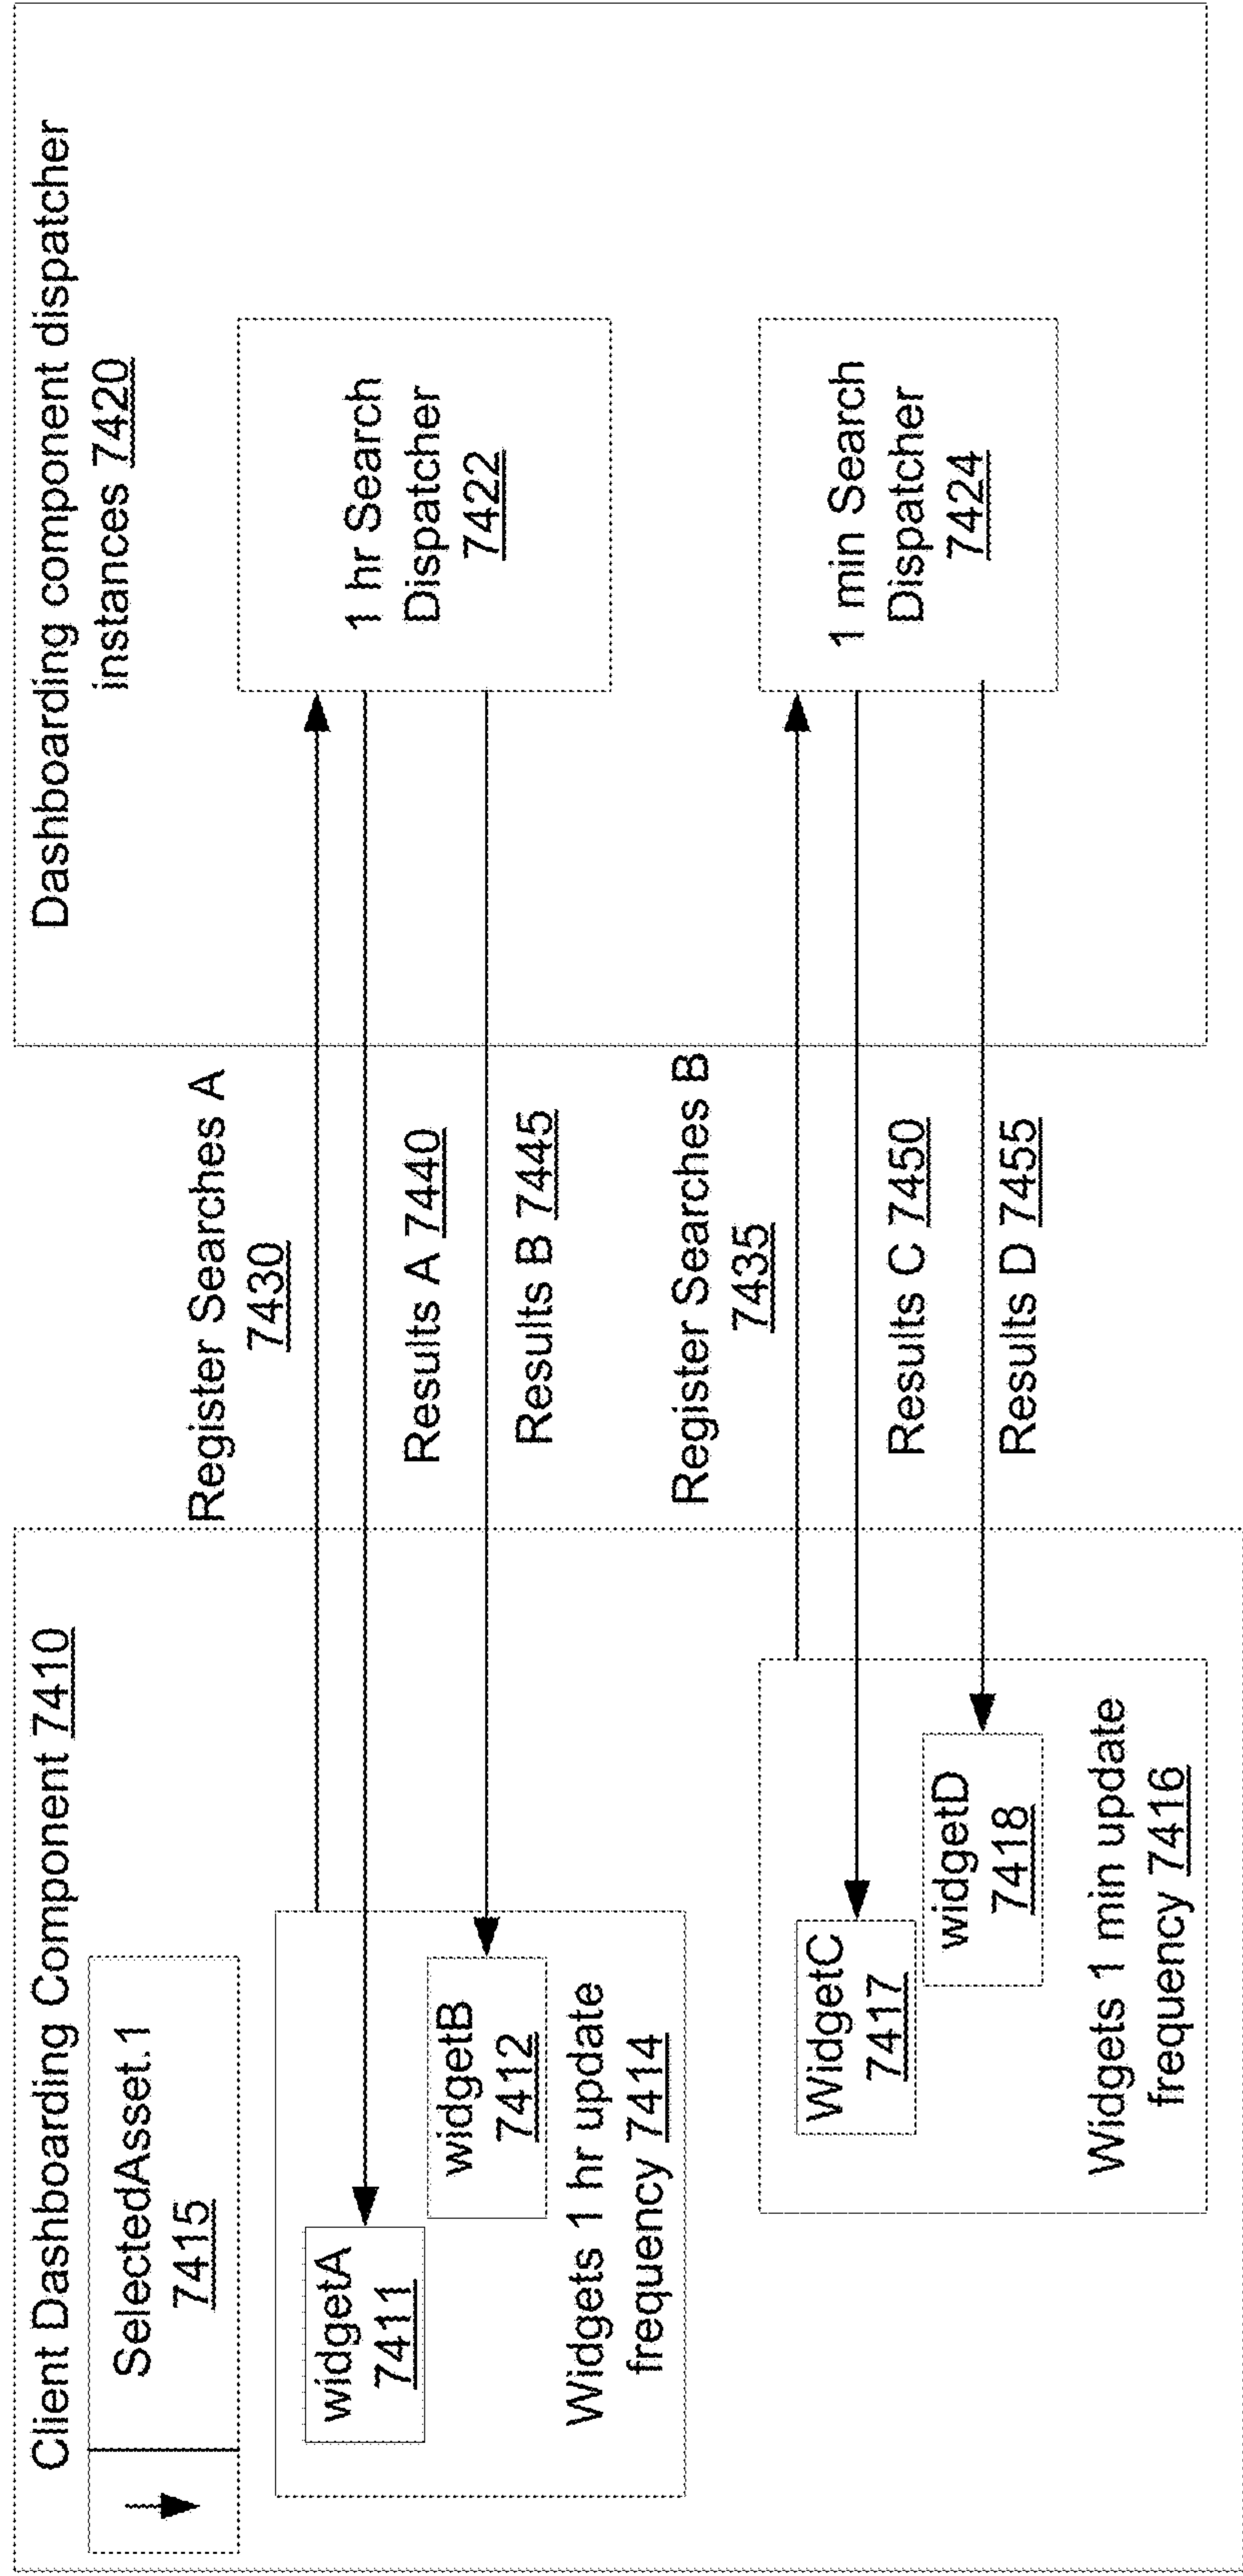 Client Dashboarding Component 7410
SelectedAsset.1
7415
widgetA
7411
widgetB
7412
Widgets 1 hr update
frequency 7414
WidgetC
7417
widgetD
7418
Widgets 1 min update
frequency 7416
Register Searches A
7430
Results A 7440
Results B 7445
Register Searches B
7435
Results C 7450
Results D 7455
Dashboarding component dispatcher
instances 7420
1 hr Search
Dispatcher
7422
1 min Search
Dispatcher
7424